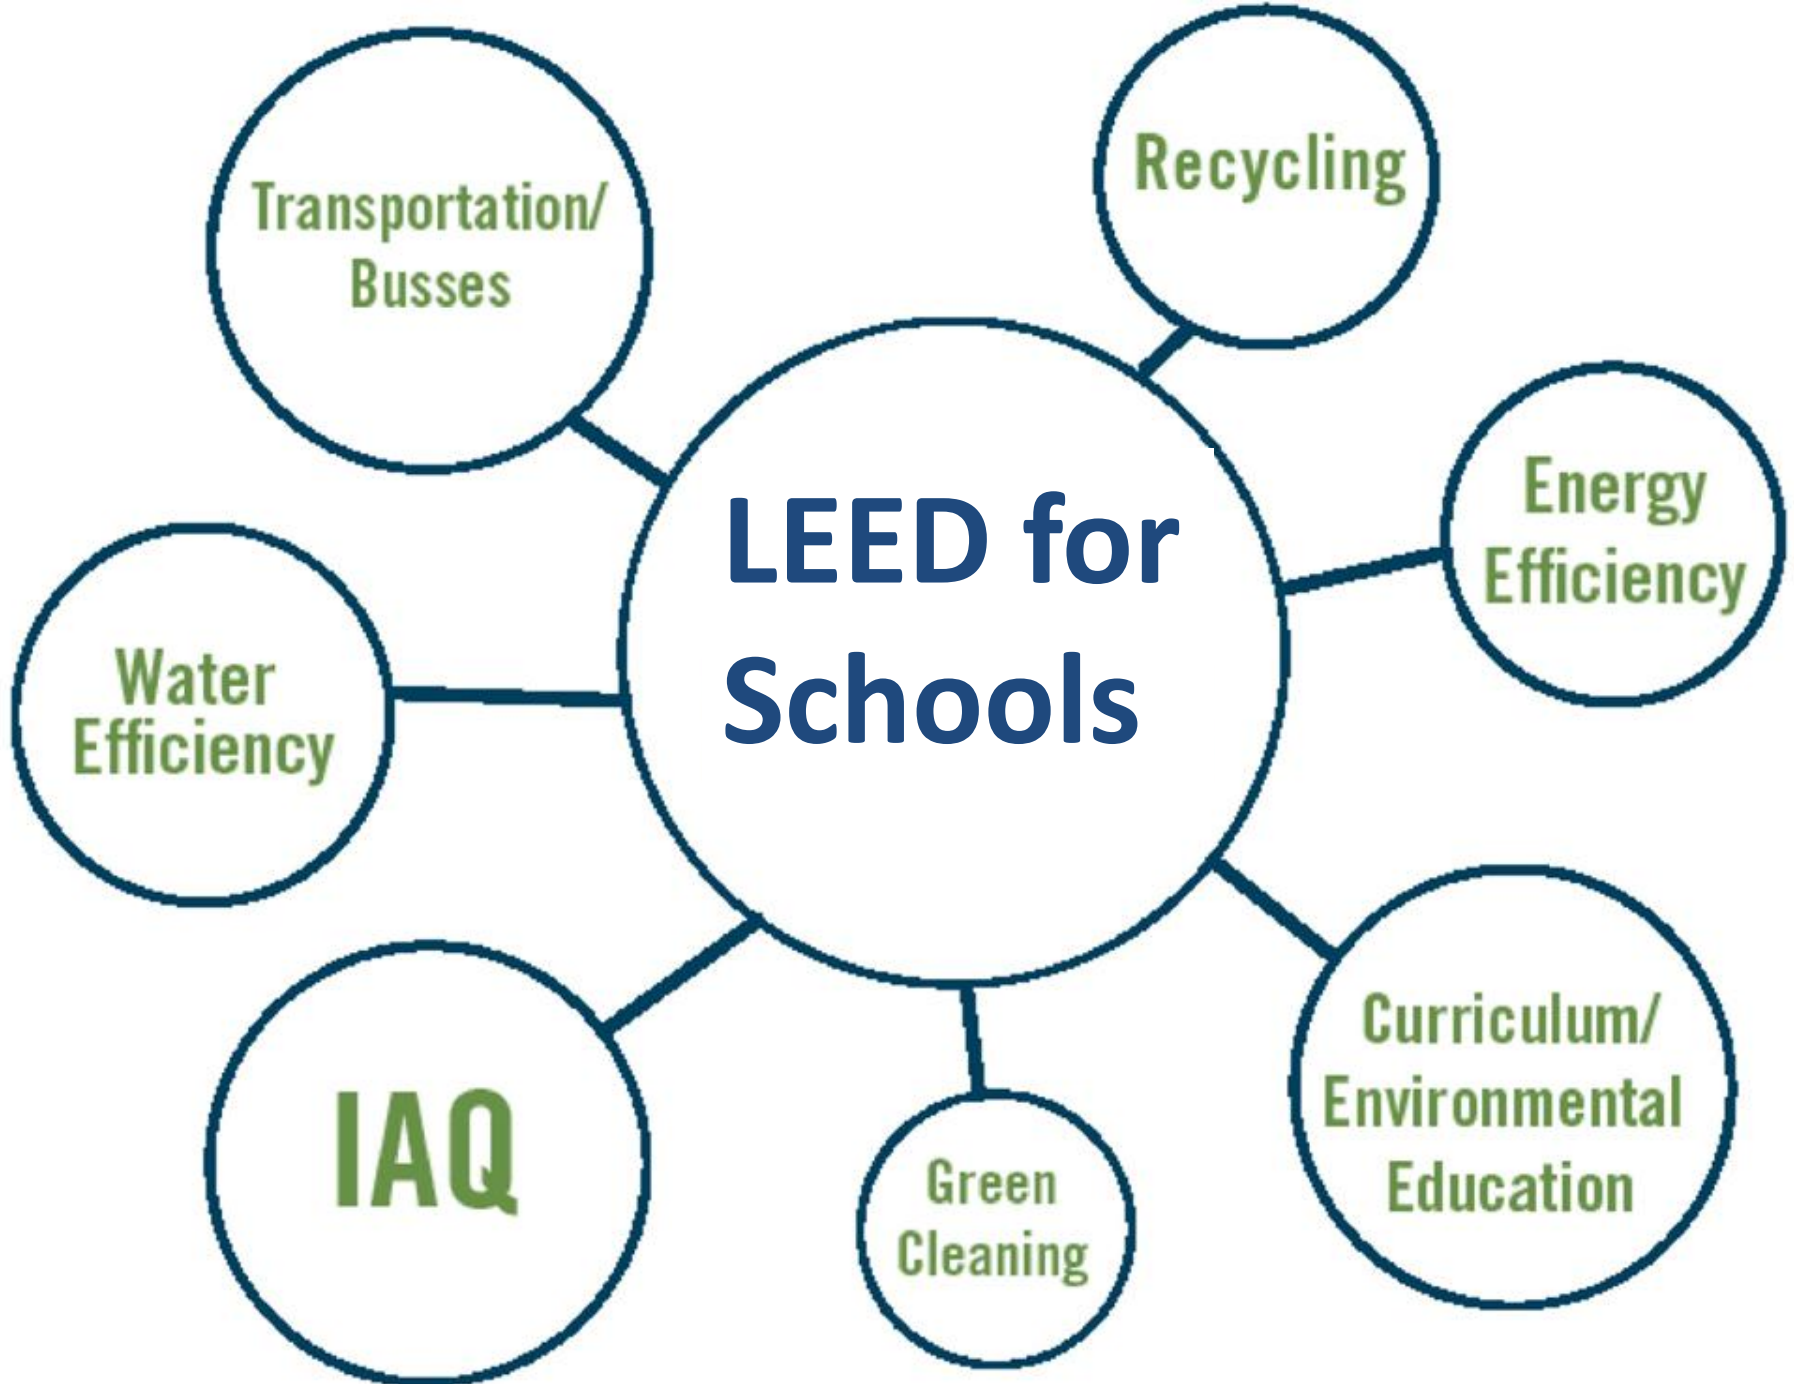 Transportation/
Busses
Recycling
Energy
Efficiency
LEED for
Schools
Water
Efficiency
IAQ
Green
Cleaning
Curriculum/
Environmental
Education